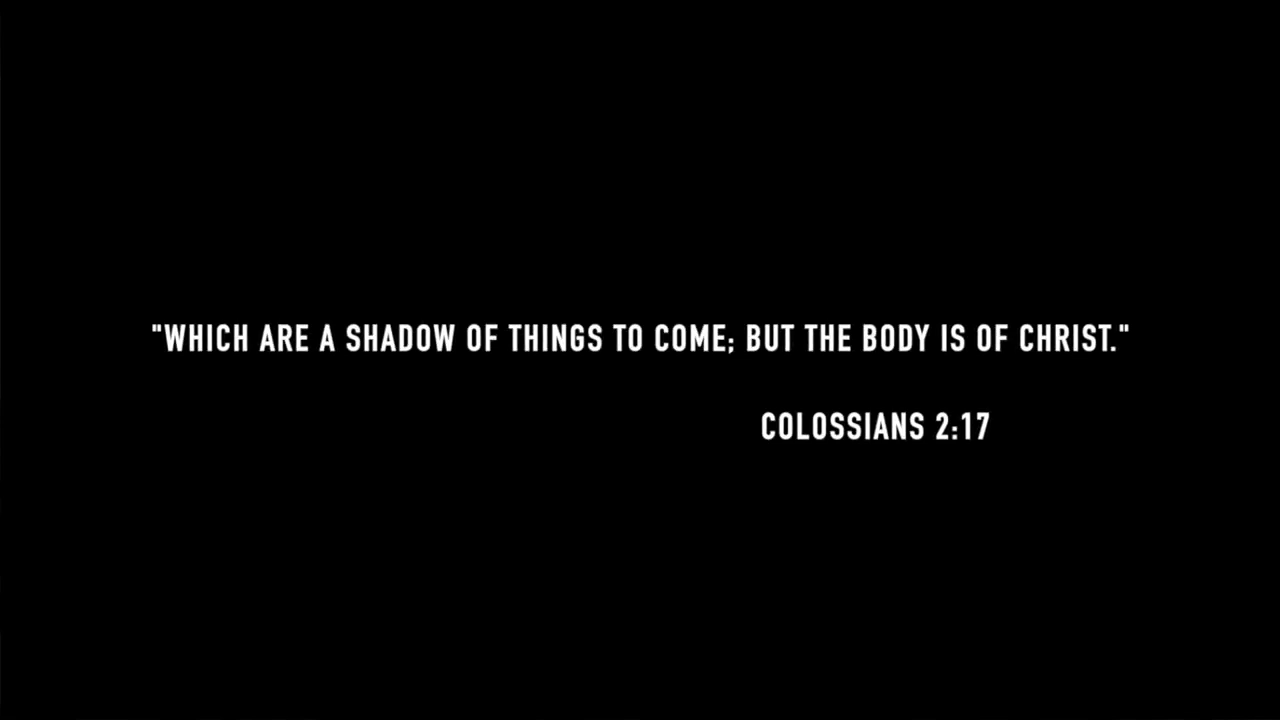 "WHICH ARE A SHADOW OF THINGS TO COME; BUT THE BODY IS OF CHRIST."
COLOSSIANS 2:17